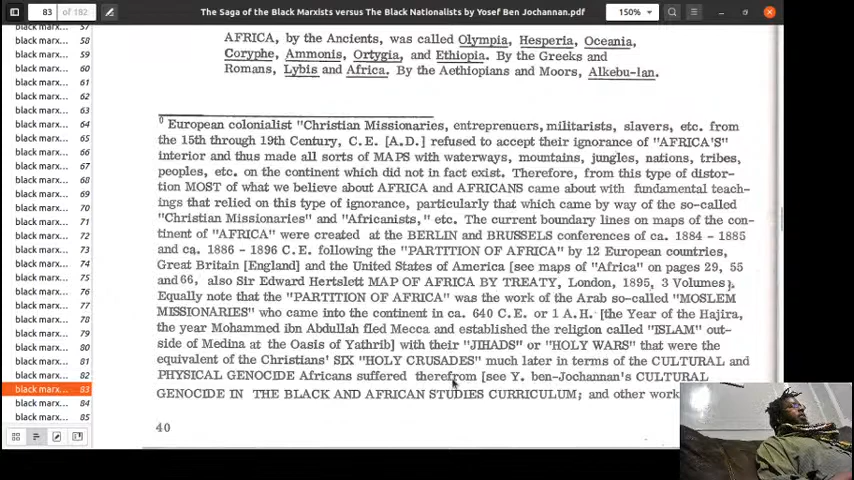 83 of 182
The Saga of the Black Marxists versus The Black Nationalists by Yosef Ben Jochannan.pdf
150%
black marx... 57
black marx... 58
black marx... 59
black marx... 60
black marx... 61
black marx... 62
black marx... 63
black marx... 64
black marx... 65
black marx... 66
black marx... 67
black marx... 68
black marx... 69
black marx... 70
black marx... 71
black marx... 72
black marx... 73
black marx... 74
black marx... 75
black marx... 76
black marx... 77
black marx... 78
black marx... 79
black marx... 80
black marx... 81
black marx... 82
black marx... 83
black marx... 84
black marx... 85
AFRICA, by the Ancients, was called Olympia, Hesperia, Oceania,
Coryphe, Ammonis, Ortygia, and Ethiopia. By the Greeks and
Romans, Lybis and Africa. By the Aethiopians and Moors, Alkebu-lan.
European colonialist "Christian Missionaries, entreprenuers, militarists, slavers, etc. from
the 15th through 19th Century, C.E. [A.D.] refused to accept their ignorance of "AFRICA'S"
interior and thus made all sorts of MAPS with waterways, mountains, jungles, nations, tribes,
peoples, etc. on the continent which did not in fact exist. Therefore, from this type of distor-
tion MOST of what we believe about AFRICA and AFRICANS came about with fundamental teach-
ings that relied on this type of ignorance, particularly that which came by way of the so-called
"Christian Missionaries" and "Africanists," etc. The current boundary lines on maps of the con-
tinent of "AFRICA" were created at the BERLIN and BRUSSELS conferences of ca. 1884 - 1885
and ca. 1886 - 1896 C.E. following the "PARTITION OF AFRICA" by 12 European countries,
Great Britain [England] and the United States of America [see maps of "Africa" on pages 29, 55
and 66, also Sir Edward Hertslett MAP OF AFRICA BY TREATY, London, 1895, 3 Volumes].
Equally note that the "PARTITION OF AFRICA" was the work of the Arab so-called "MOSLEM
MISSIONARIES" who came into the continent in ca. 640 C.E. or 1 A.H. [the Year of the Hajira,
the year Mohammed ibn Abdullah fled Mecca and established the religion called "ISLAM" out-
side of Medina at the Oasis of Yathrib] with their "JIHADS" or "HOLY WARS" that were the
equivalent of the Christians' SIX "HOLY CRUSADES" much later in terms of the CULTURAL and
PHYSICAL GENOCIDE Africans suffered therefrom [see Y. ben-Jochannan's CULTURAL
GENOCIDE IN THE BLACK AND AFRICAN STUDIES CURRICULUM; and other work
40